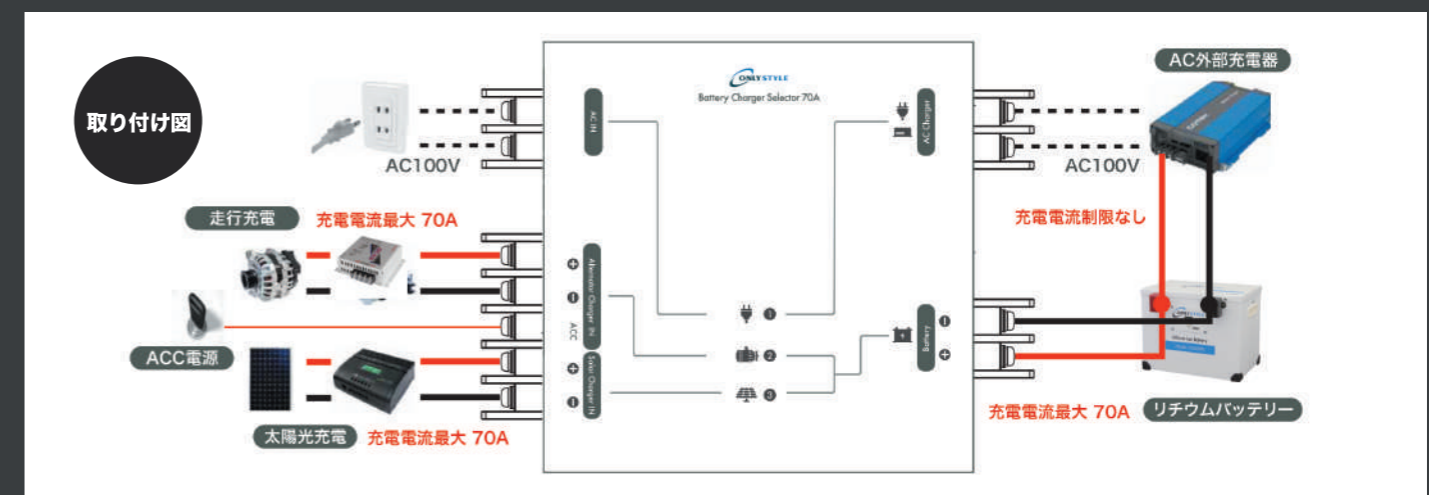 取り付け図
ONLYSTYLE
Battery Charger Selector 70A
AC IN
AC Charger
AC100V
AC外部充電器
AC100V
走行充電
充電電流最大 70A
充電電流制限なし
Alternator Charger IN
ACC
ACC電源
Solar Charger IN
太陽光充電
充電電流最大 70A
1
2
3
Battery
ONLYSTYLE
充電電流最大 70A
リチウムバッテリー